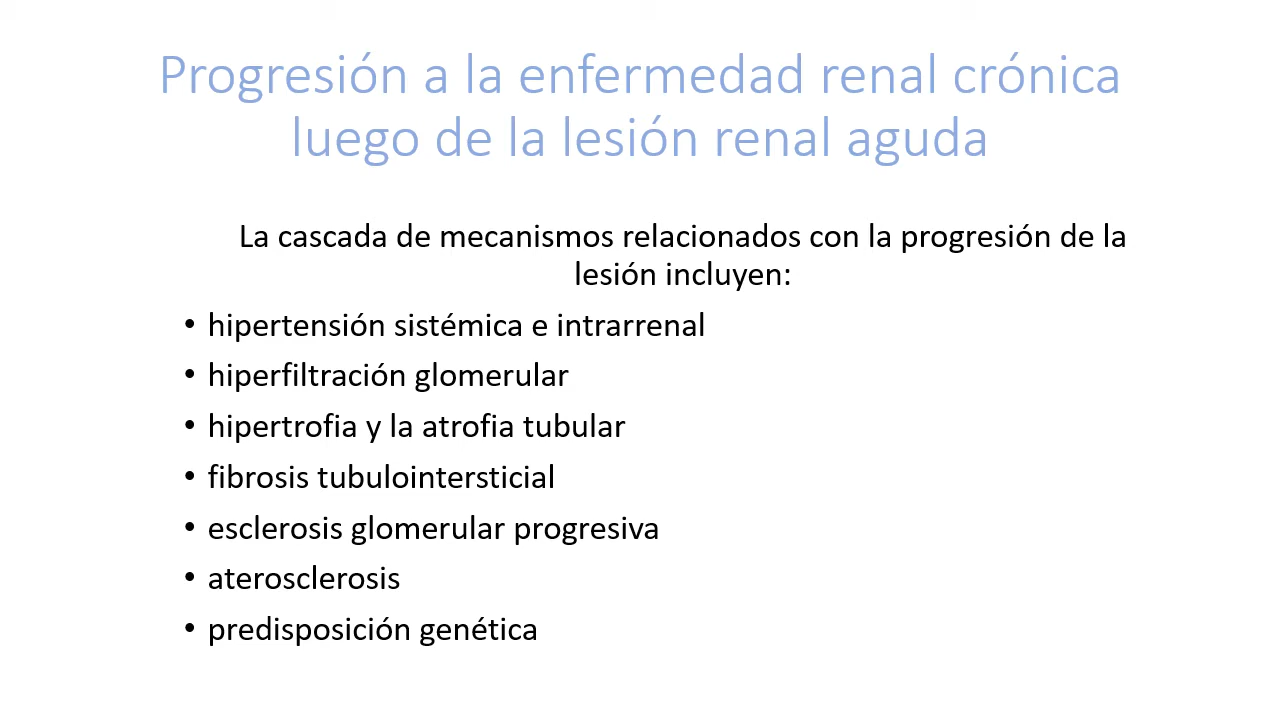 Progresión a la enfermedad renal crónica
luego de la lesión renal aguda
La cascada de mecanismos relacionados con la progresión de la
lesión incluyen:
• hipertensión sistémica e intrarrenal
• hiperfiltración glomerular
• hipertrofia y la atrofia tubular
• fibrosis tubulointersticial
• esclerosis glomerular progresiva
• aterosclerosis
• predisposición genética